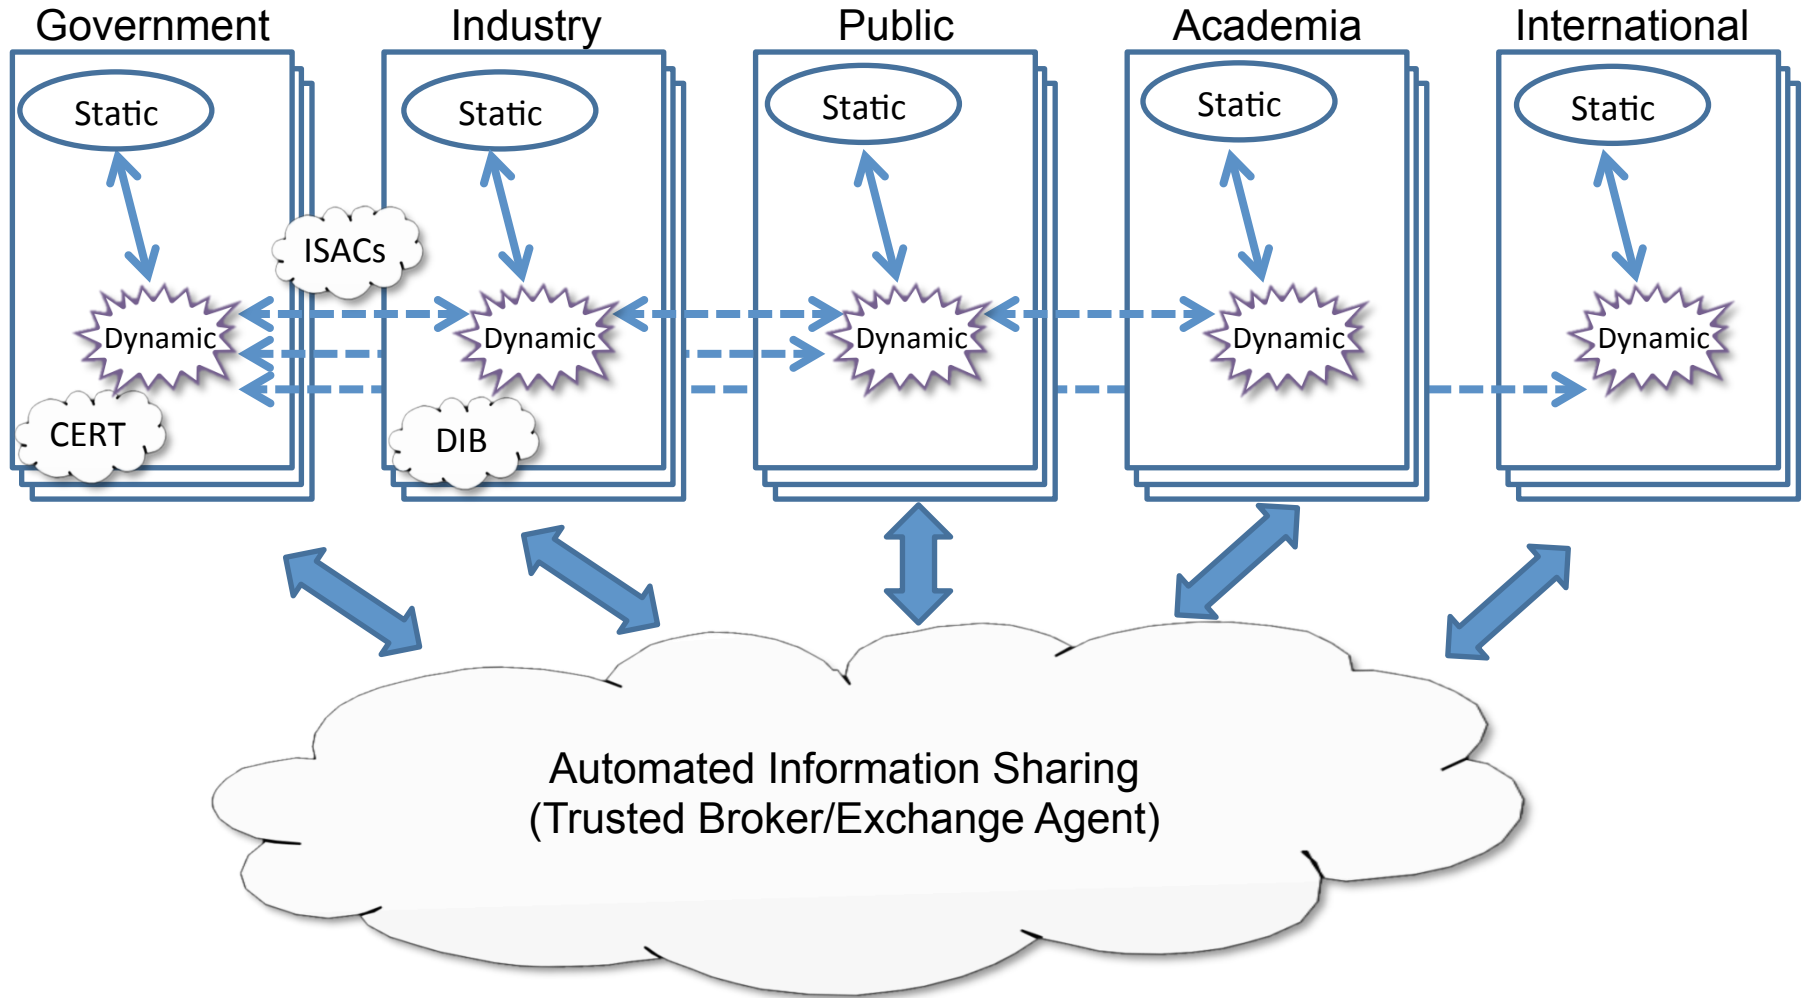 Government
Industry
Public
Academia
International
Static
Static
Static
Static
Static
ISACs
Dynamic
Dynamic
Dynamic
Dynamic
Dynamic
CERT
DIB
Automated Information Sharing
(Trusted Broker/Exchange Agent)